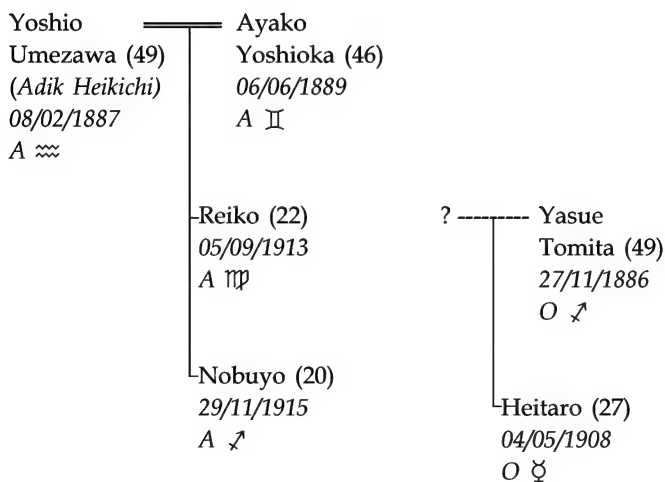 Yoshio
Umezawa (49)
(Adik Heikichi)
08/02/1887
A ♒
Ayako
Yoshioka (46)
06/06/1889
A ♊
Reiko (22)
05/09/1913
A ♍
Nobuyo (20)
29/11/1915
A ♐
?
Yasue
Tomita (49)
27/11/1886
O ♐
Heitaro (27)
04/05/1908
O ☿